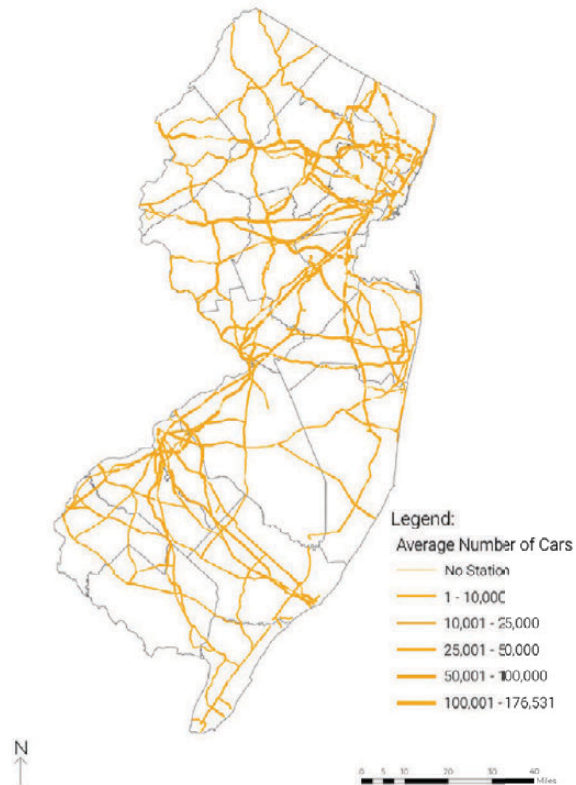 Legend:
Average Number of Cars
No Station
1 - 10,000
10,001 - 25,000
25,001 - 50,000
50,001 - 100,000
100,001 - 176,531
N
0 5 10 20 30 40
Miles